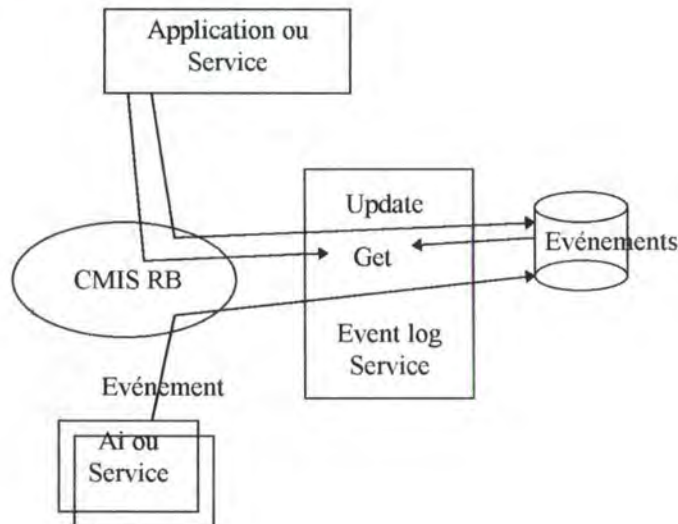 Application ou
Service
Update
Evénements
Get
CMIS RB
Event log
Service
Evénement
Ai ou
Service